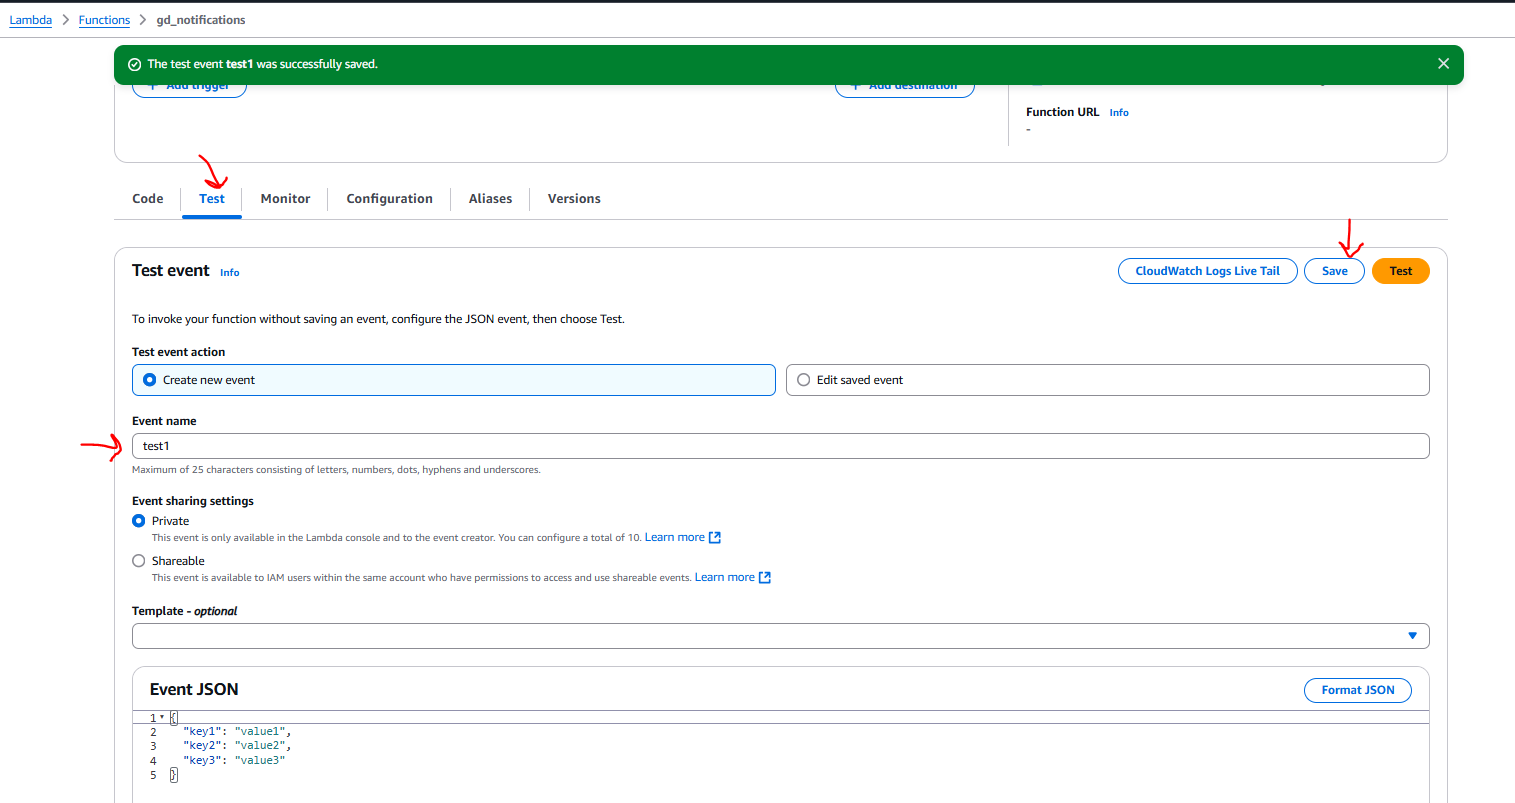 Lambda > Functions > gd_notifications
The test event test1 was successfully saved.
+ Add trigger
+ Add destination
Function URL Info
-
Code Test Monitor Configuration Aliases Versions
Test event Info
CloudWatch Logs Live Tail Save Test
To invoke your function without saving an event, configure the JSON event, then choose Test.
Test event action
Create new event Edit saved event
Event name
test1
Maximum of 25 characters consisting of letters, numbers, dots, hyphens and underscores.
Event sharing settings
Private
This event is only available in the Lambda console and to the event creator. You can configure a total of 10. Learn more
Shareable
This event is available to IAM users within the same account who have permissions to access and use shareable events. Learn more
Template - optional
Event JSON Format JSON
1 {
2 "key1": "value1",
3 "key2": "value2",
4 "key3": "value3"
5 }